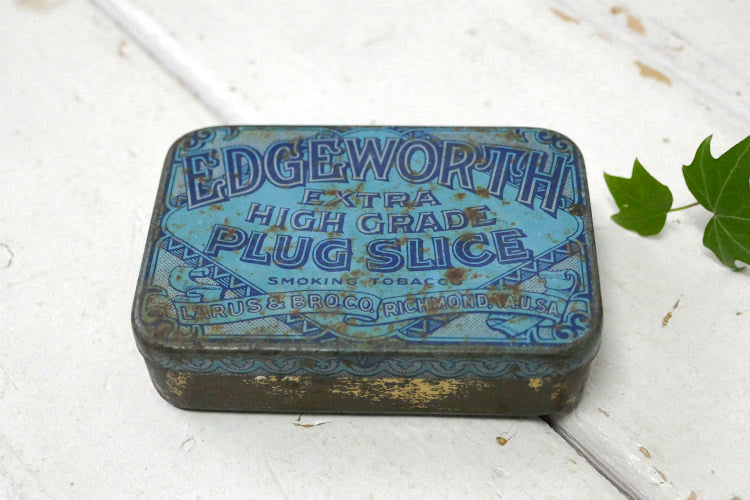 EDGEWORTH
EXTRA
HIGH GRADE
PLUG SLICE
SMOKING TOBACCO
LARUS & BRO.CO. RICHMOND, VA. U.S.A.